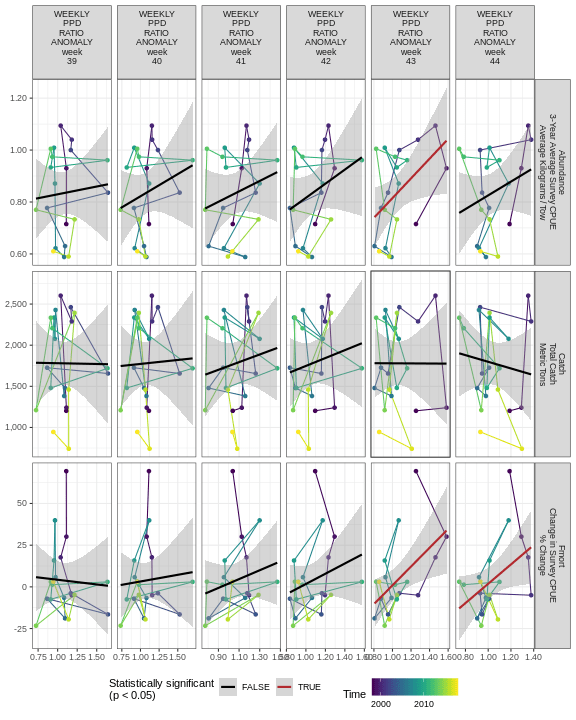 WEEKLY
PPD
RATIO
ANOMALY
week
39
WEEKLY
PPD
RATIO
ANOMALY
week
40
WEEKLY
PPD
RATIO
ANOMALY
week
41
WEEKLY
PPD
RATIO
ANOMALY
week
42
WEEKLY
PPD
RATIO
ANOMALY
week
43
WEEKLY
PPD
RATIO
ANOMALY
week
44
1.20
1.00
0.80
0.60
Abundance
3-Year Average Survey CPUE
Average Kilograms / Tow
2,500
2,000
1,500
1,000
Catch
Total Catch
Metric Tons
50
25
0
-25
Fmort
Change in Survey CPUE
% Change
0.75 1.00 1.25 1.50
0.75 1.00 1.25 1.50
0.90 1.10 1.30 1.50
0.80 1.00 1.20 1.40 1.60
0.80 1.00 1.20 1.40 1.60
0.80 1.00 1.20 1.40
Statistically significant
(p < 0.05)
FALSE
TRUE
Time
2000
2010